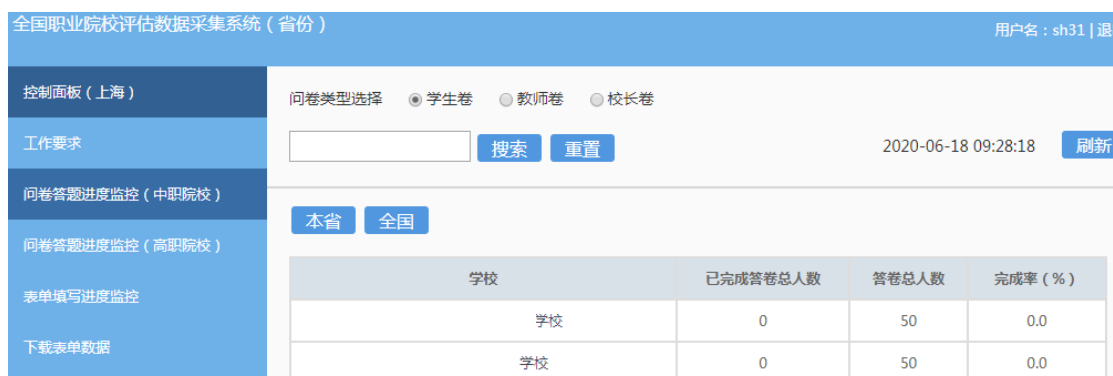 全国职业院校评估数据采集系统（省份）
用户名：sh31 | 退
控制面板（上海）
工作要求
问卷答题进度监控（中职院校）
问卷答题进度监控（高职院校）
表单填写进度监控
下载表单数据
问卷类型选择 学生卷 教师卷 校长卷
搜索 重置 2020-06-18 09:28:18 刷新
本省 全国
学校 已完成答卷总人数 答卷总人数 完成率（%）
学校 0 50 0.0
学校 0 50 0.0